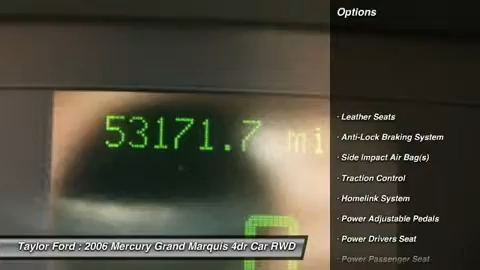 Options
53171.7 mi
· Leather Seats
· Anti-Lock Braking System
· Side Impact Air Bag(s)
· Traction Control
· Homelink System
· Power Adjustable Pedals
· Power Drivers Seat
· Power Passenger Seat
Taylor Ford : 2006 Mercury Grand Marquis 4dr Car RWD